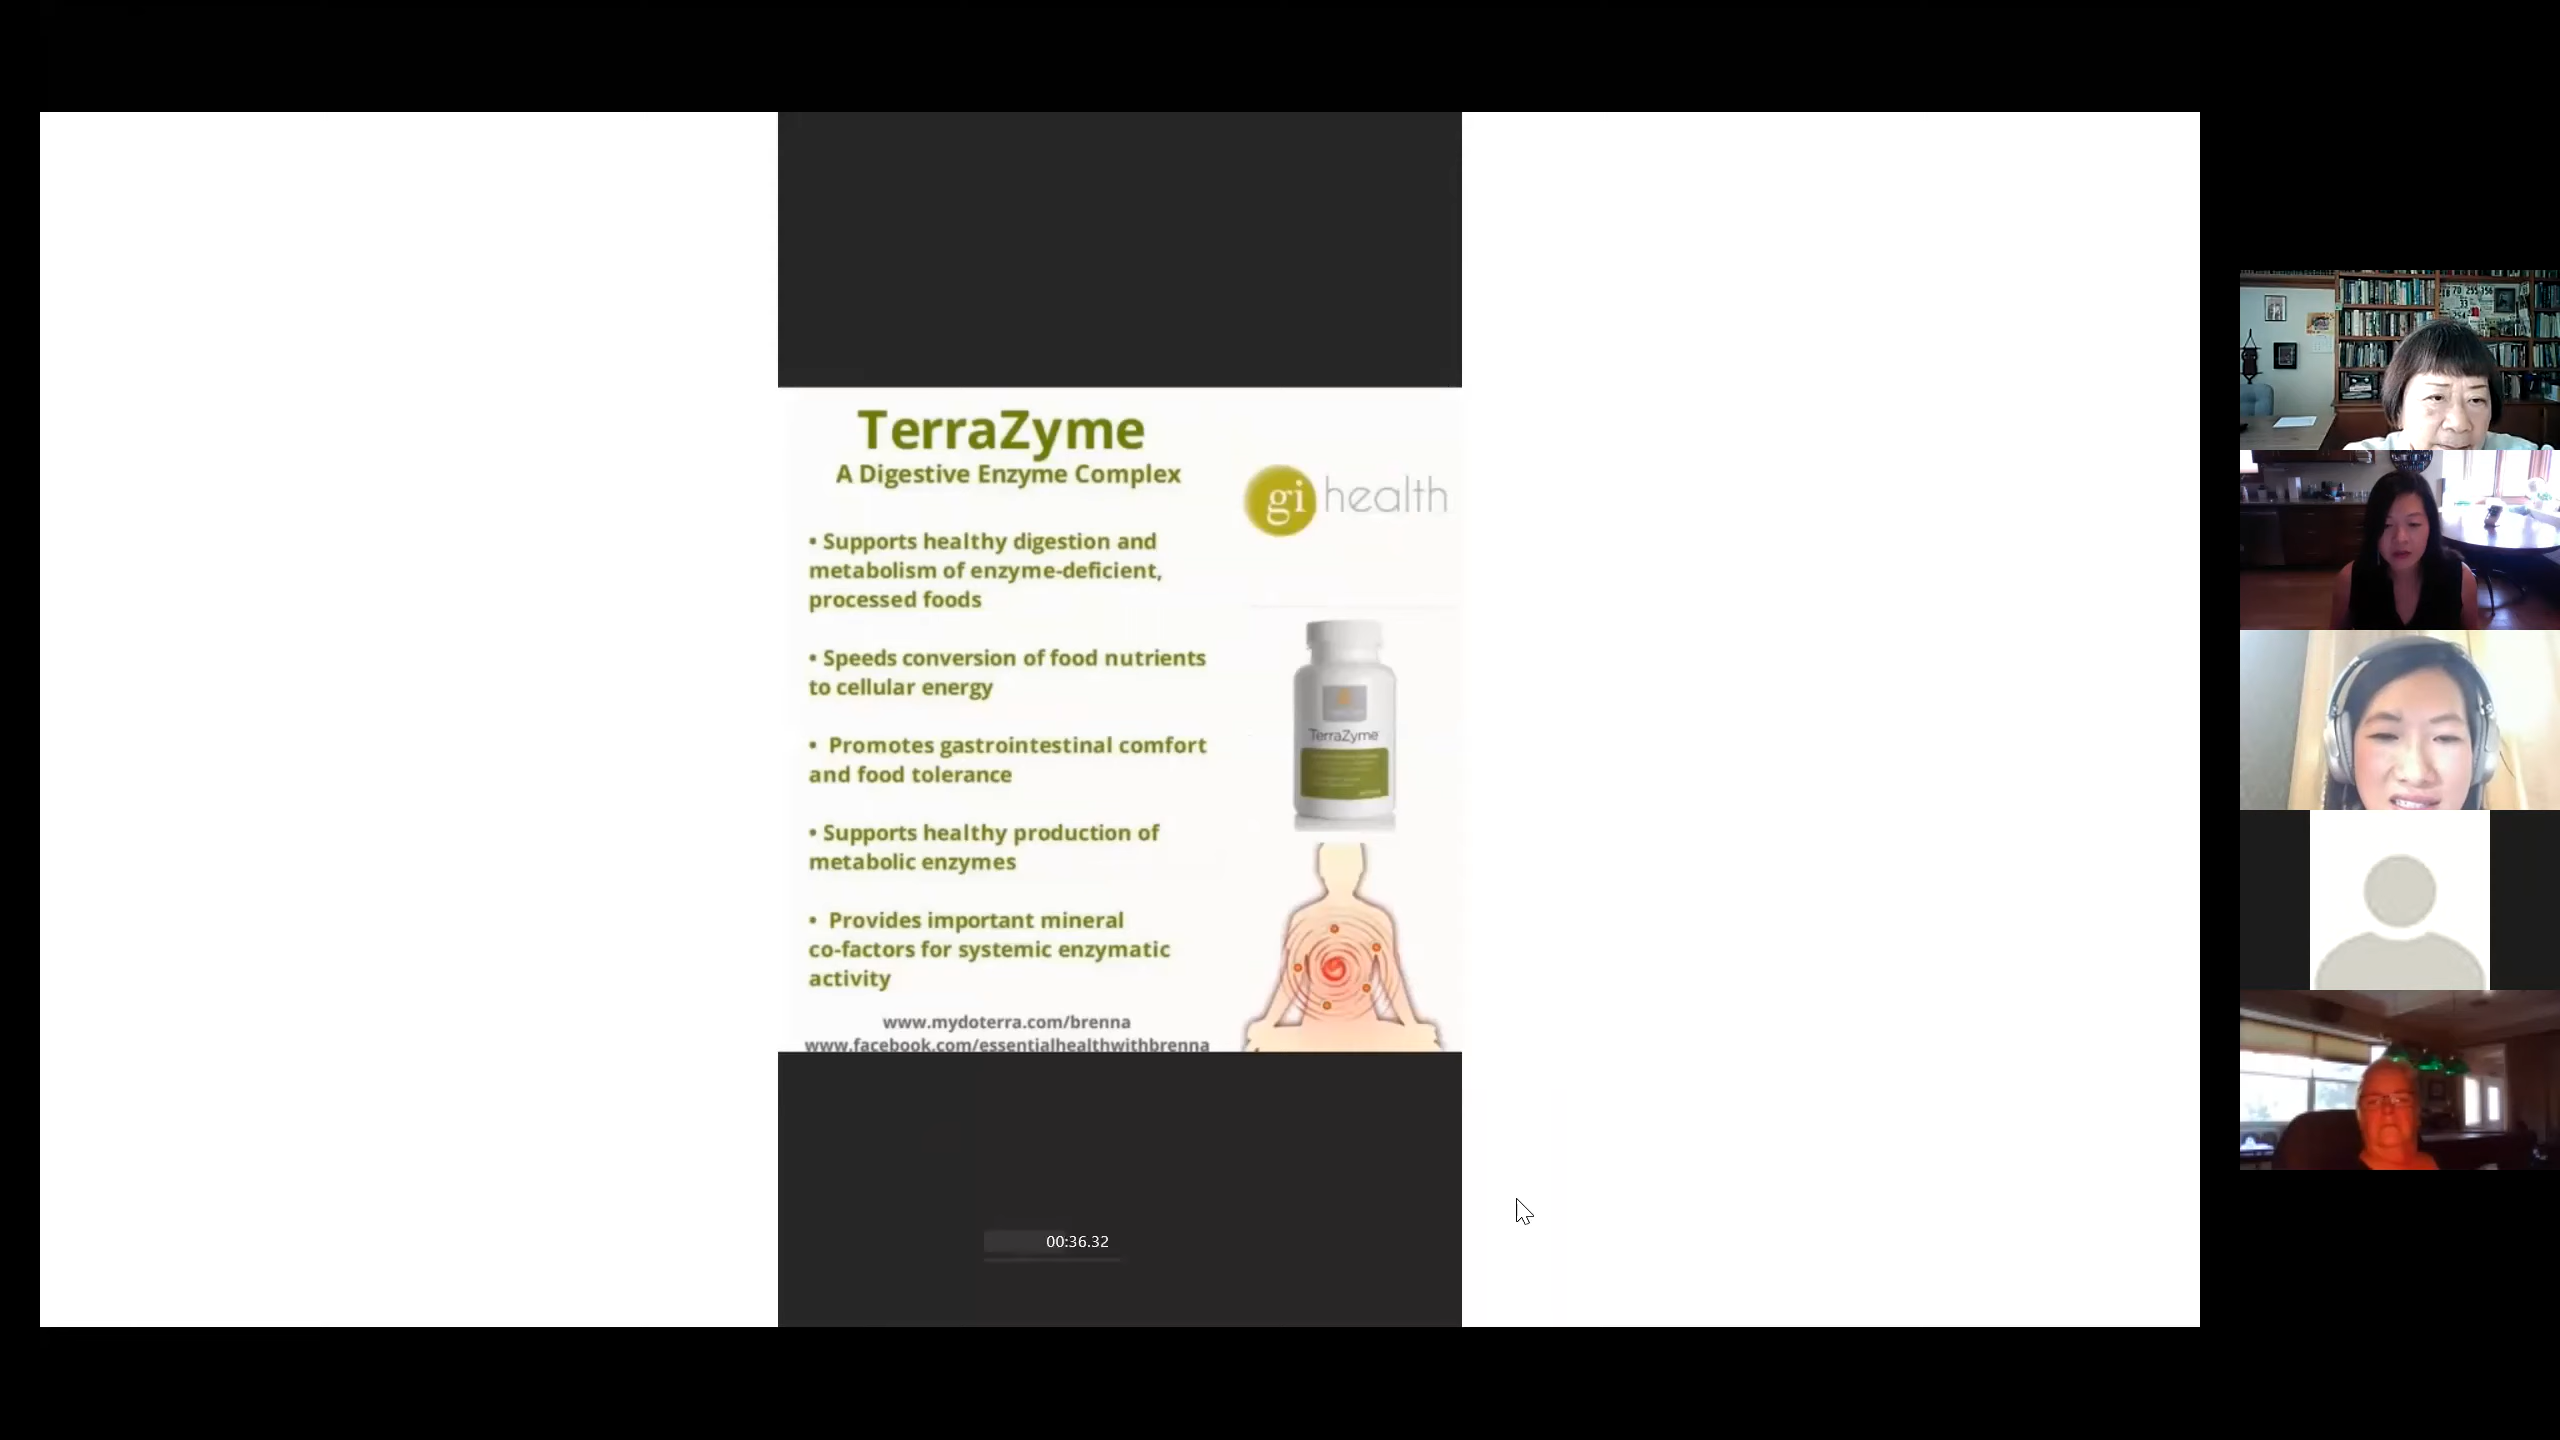 TerraZyme
A Digestive Enzyme Complex
gi health
• Supports healthy digestion and
metabolism of enzyme-deficient,
processed foods
• Speeds conversion of food nutrients
to cellular energy
• Promotes gastrointestinal comfort
and food tolerance
• Supports healthy production of
metabolic enzymes
• Provides important mineral
co-factors for systemic enzymatic
activity
www.mydoterra.com/brenna
www.facebook.com/essentialhealthwithbrenna
TerraZyme
00:36.32